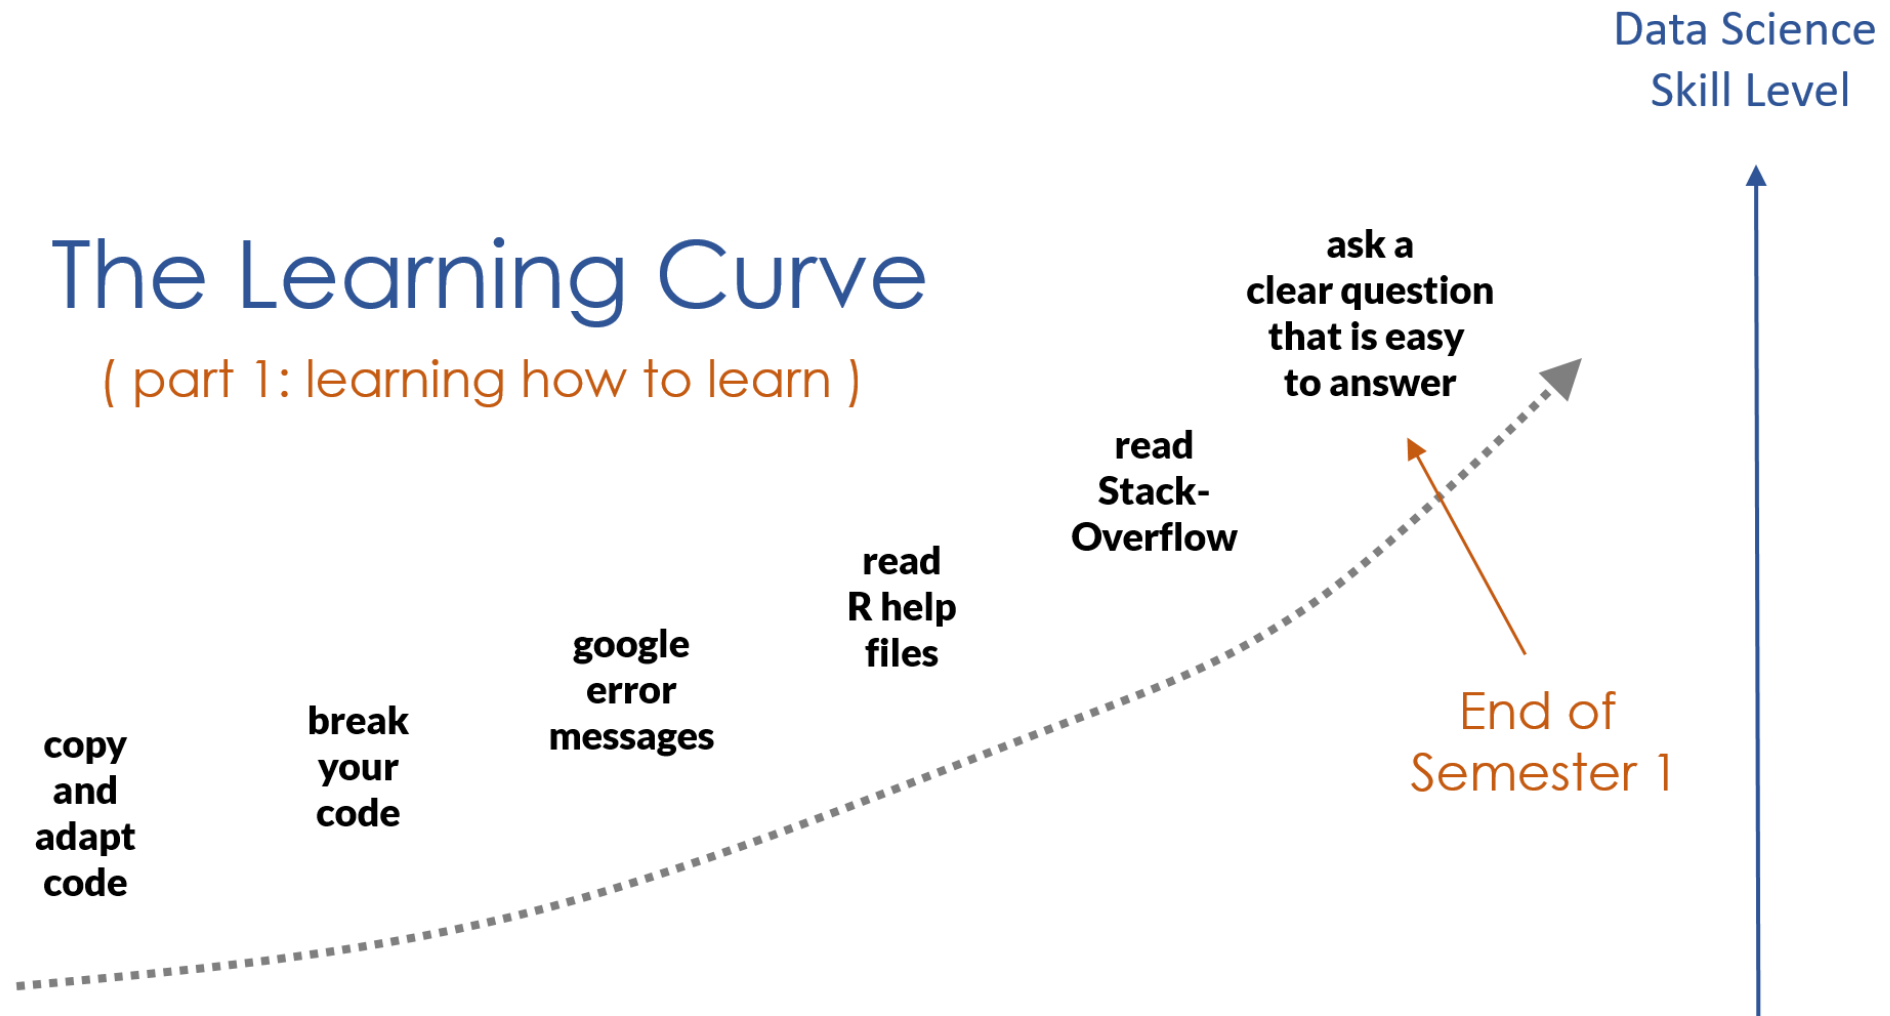 Data Science
Skill Level
The Learning Curve
( part 1: learning how to learn )
ask a
clear question
that is easy
to answer
read
Stack-
Overflow
read
R help
files
google
error
messages
break
your
code
copy
and
adapt
code
End of
Semester 1